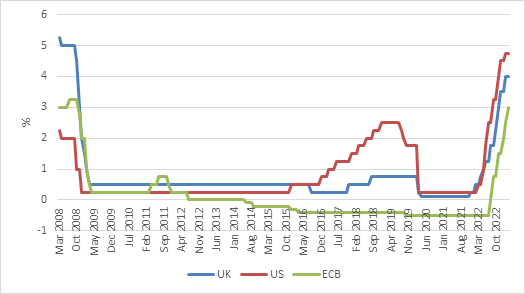 6
5
4
3
2
1
0
-1
%
Mar 2008
Oct 2008
May 2009
Dec 2009
Jul 2010
Feb 2011
Sep 2011
Apr 2012
Nov 2012
Jun 2013
Jan 2014
Aug 2014
Mar 2015
Oct 2015
May 2016
Dec 2016
Jul 2017
Feb 2018
Sep 2018
Apr 2019
Nov 2019
Jun 2020
Jan 2021
Aug 2021
Mar 2022
Oct 2022
UK
US
ECB